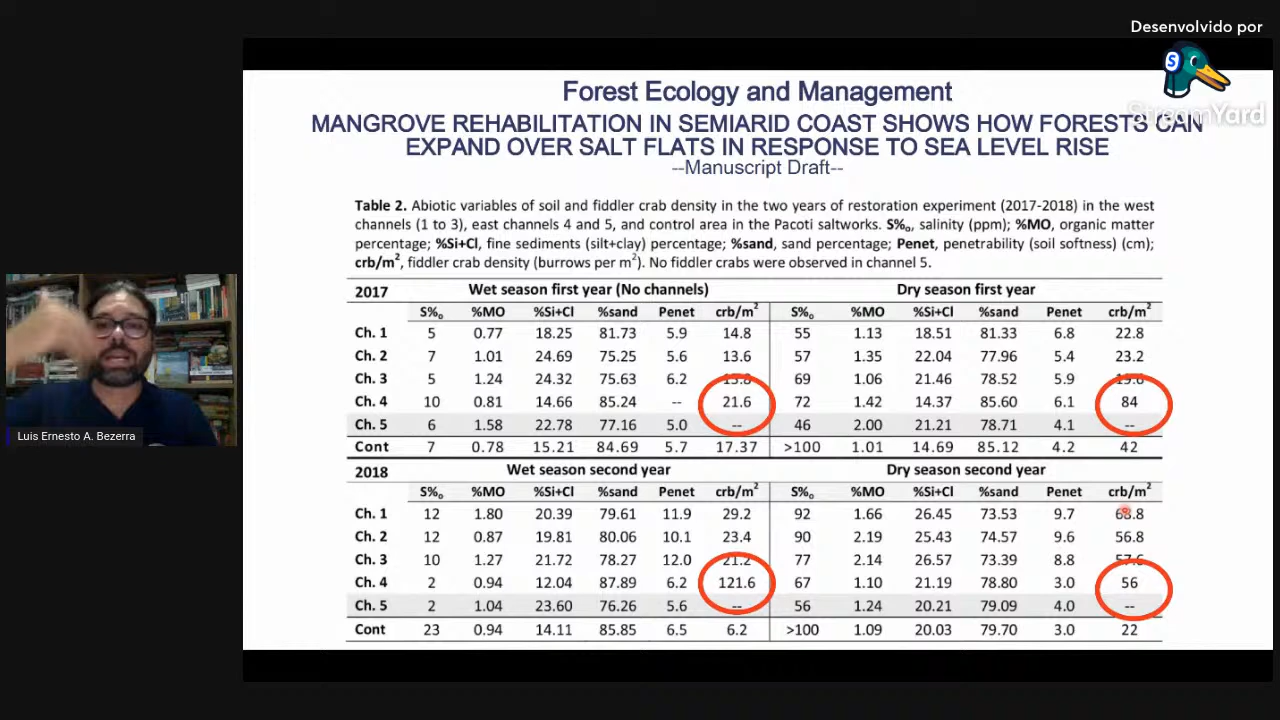 Desenvolvido por
S
StreamYard
Forest Ecology and Management
MANGROVE REHABILITATION IN SEMIARID COAST SHOWS HOW FORESTS CAN
EXPAND OVER SALT FLATS IN RESPONSE TO SEA LEVEL RISE
--Manuscript Draft--
Table 2. Abiotic variables of soil and fiddler crab density in the two years of restoration experiment (2017-2018) in the west
channels (1 to 3), east channels 4 and 5, and control area in the Pacoti saltworks. S%ₒ, salinity (ppm); %MO, organic matter
percentage; %Si+Cl, fine sediments (silt+clay) percentage; %sand, sand percentage; Penet, penetrability (soil softness) (cm);
crb/m², fiddler crab density (burrows per m²). No fiddler crabs were observed in channel 5.
2017 Wet season first year (No channels) Dry season first year
S%ₒ %MO %Si+Cl %sand Penet crb/m² S%ₒ %MO %Si+Cl %sand Penet crb/m²
Ch. 1 5 0.77 18.25 81.73 5.9 14.8 55 1.13 18.51 81.33 6.8 22.8
Ch. 2 7 1.01 24.69 75.25 5.6 13.6 57 1.35 22.04 77.96 5.4 23.2
Ch. 3 5 1.24 24.32 75.63 6.2 15.8 69 1.06 21.46 78.52 5.9 19.6
Ch. 4 10 0.81 14.66 85.24 -- 21.6 72 1.42 14.37 85.60 6.1 84
Ch. 5 6 1.58 22.78 77.16 5.0 -- 46 2.00 21.21 78.71 4.1 --
Cont 7 0.78 15.21 84.69 5.7 17.37 >100 1.01 14.69 85.12 4.2 42
2018 Wet season second year Dry season second year
S%ₒ %MO %Si+Cl %sand Penet crb/m² S%ₒ %MO %Si+Cl %sand Penet crb/m²
Ch. 1 12 1.80 20.39 79.61 11.9 29.2 92 1.66 26.45 73.53 9.7 68.8
Ch. 2 12 0.87 19.81 80.06 10.1 23.4 90 2.19 25.43 74.57 9.6 56.8
Ch. 3 10 1.27 21.72 78.27 12.0 21.2 77 2.14 26.57 73.39 8.8 57.6
Ch. 4 2 0.94 12.04 87.89 6.2 121.6 67 1.10 21.19 78.80 3.0 56
Ch. 5 2 1.04 23.60 76.26 5.6 -- 56 1.24 20.21 79.09 4.0 --
Cont 23 0.94 14.11 85.85 6.5 6.2 >100 1.09 20.03 79.70 3.0 22
Luis Ernesto A. Bezerra